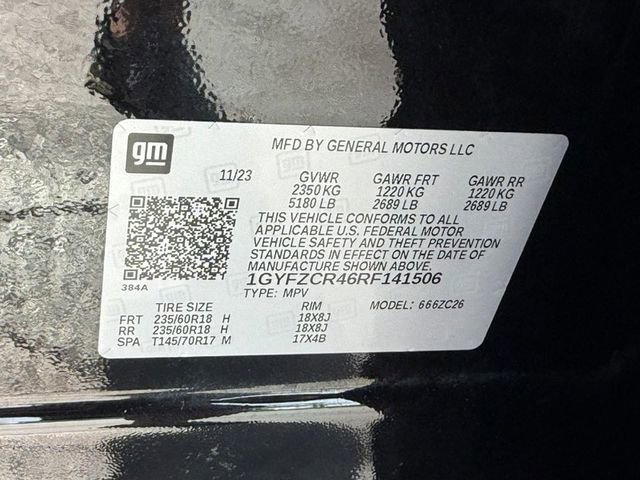 gm
MFD BY GENERAL MOTORS LLC
11/23 GVWR GAWR FRT GAWR RR
2350 KG 1220 KG 1220 KG
5180 LB 2689 LB 2689 LB
THIS VEHICLE CONFORMS TO ALL
APPLICABLE U.S. FEDERAL MOTOR
VEHICLE SAFETY AND THEFT PREVENTION
STANDARDS IN EFFECT ON THE DATE OF
MANUFACTURE SHOWN ABOVE.
384A 1GYFZCR46RF141506
TYPE: MPV
TIRE SIZE RIM MODEL: 666ZC26
FRT 235/60R18 H 18X8J
RR 235/60R18 H 18X8J
SPA T145/70R17 M 17X4B